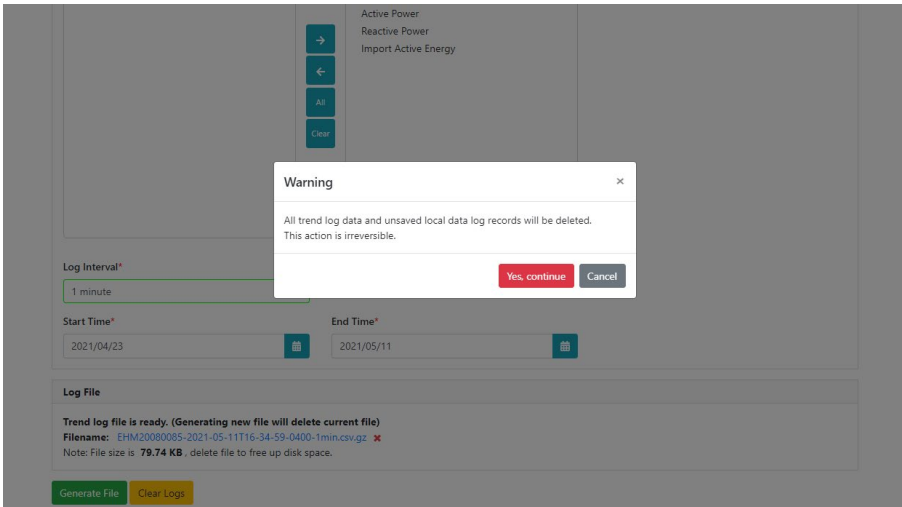 Active Power
Reactive Power
Import Active Energy
All
Clear
Warning
×
All trend log data and unsaved local data log records will be deleted.
This action is irreversible.
Yes, continue
Cancel
Log Interval*
1 minute
Start Time*
End Time*
2021/04/23
2021/05/11
Log File
Trend log file is ready. (Generating new file will delete current file)
Filename: EHM20080085-2021-05-11T16-34-59-0400-1min.csv.gz
Note: File size is 79.74 KB , delete file to free up disk space.
Generate File
Clear Logs